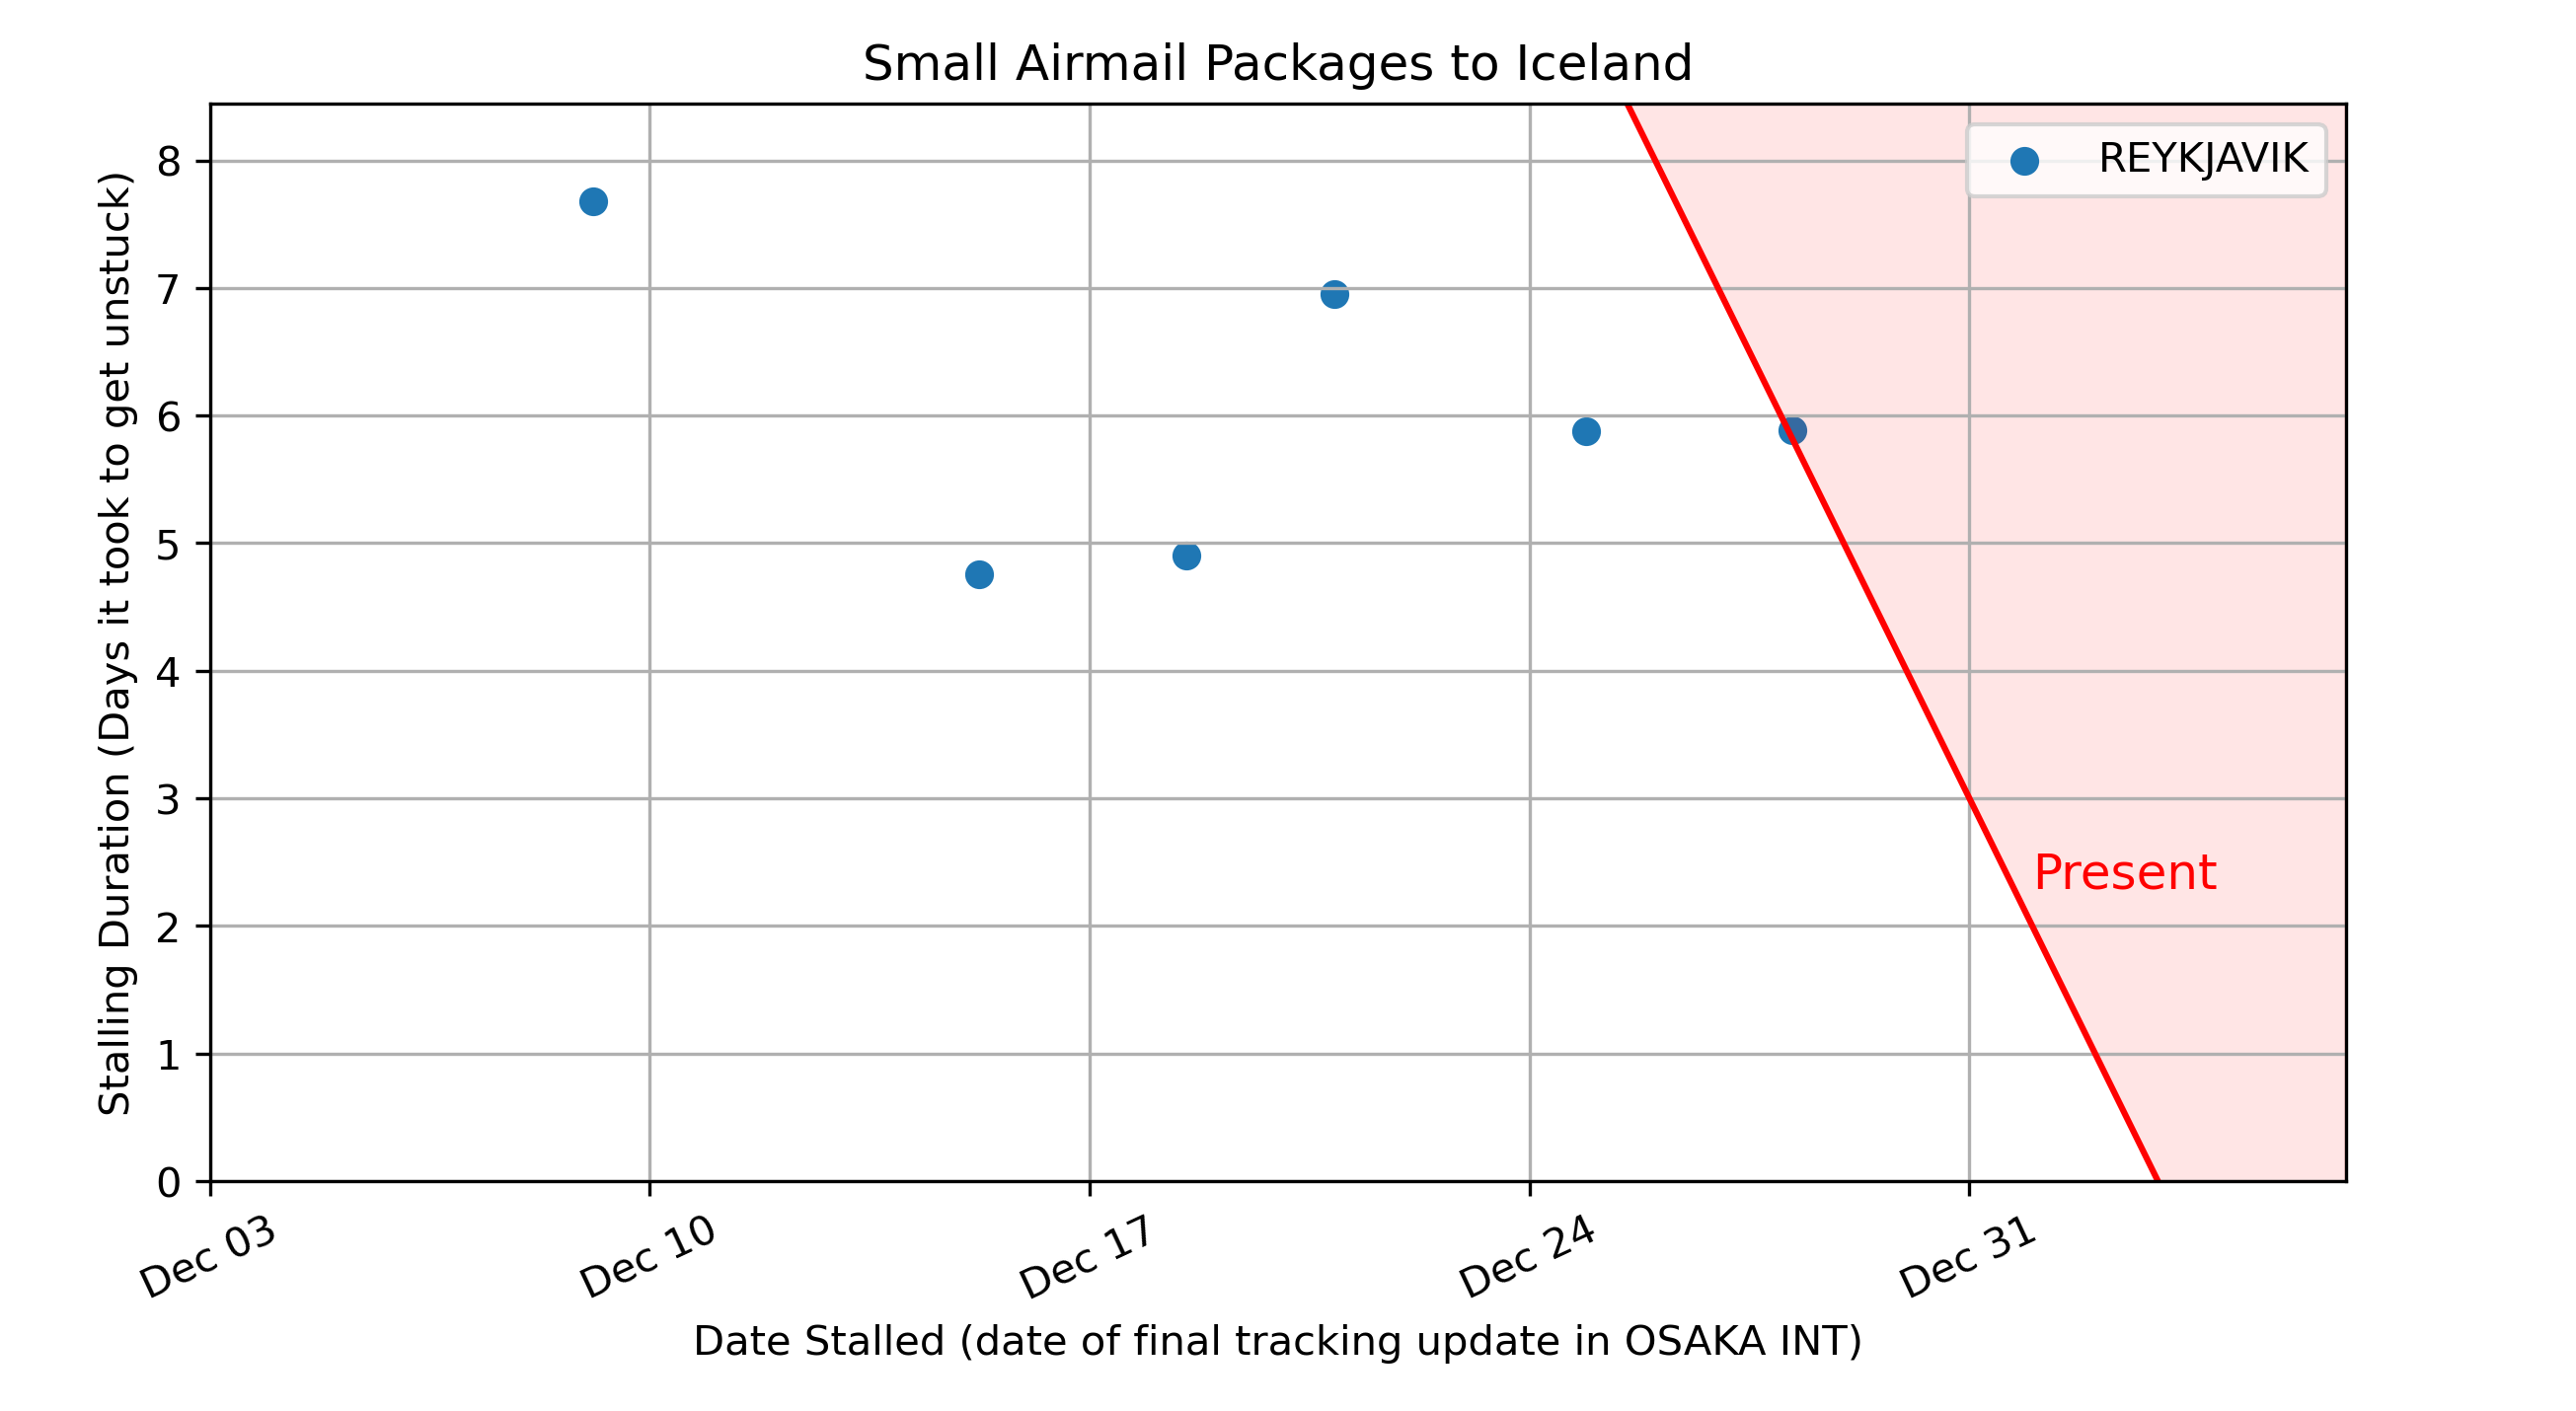 Small Airmail Packages to Iceland
REYKJAVIK
Stalling Duration (Days it took to get unstuck)
8
7
6
5
4
3
2
1
0
Present
Dec 03
Dec 10
Dec 17
Dec 24
Dec 31
Date Stalled (date of final tracking update in OSAKA INT)